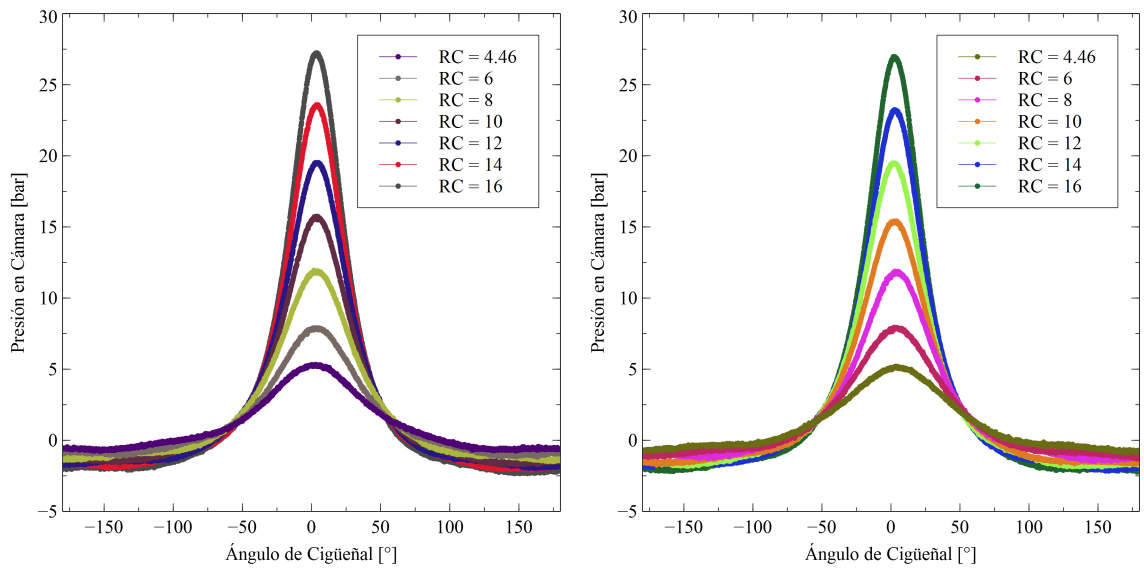 30
25
20
15
10
5
0
−5
Presión en Cámara [bar]
−150 −100 −50 0 50 100 150
Ángulo de Cigüeñal [°]
RC = 4.46
RC = 6
RC = 8
RC = 10
RC = 12
RC = 14
RC = 16
30
25
20
15
10
5
0
−5
Presión en Cámara [bar]
−150 −100 −50 0 50 100 150
Ángulo de Cigüeñal [°]
RC = 4.46
RC = 6
RC = 8
RC = 10
RC = 12
RC = 14
RC = 16